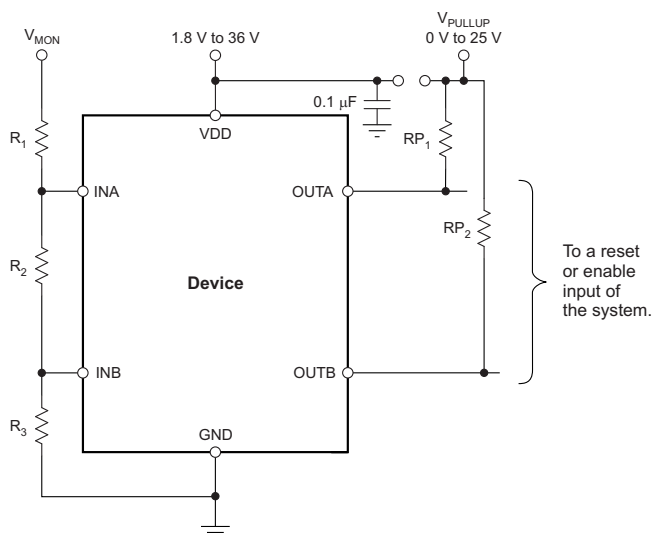 V_MON
1.8 V to 36 V
V_PULLUP
0 V to 25 V
0.1 µF
VDD
R_1
RP_1
INA
OUTA
RP_2
R_2
Device
To a reset
or enable
input of
the system.
INB
OUTB
R_3
GND